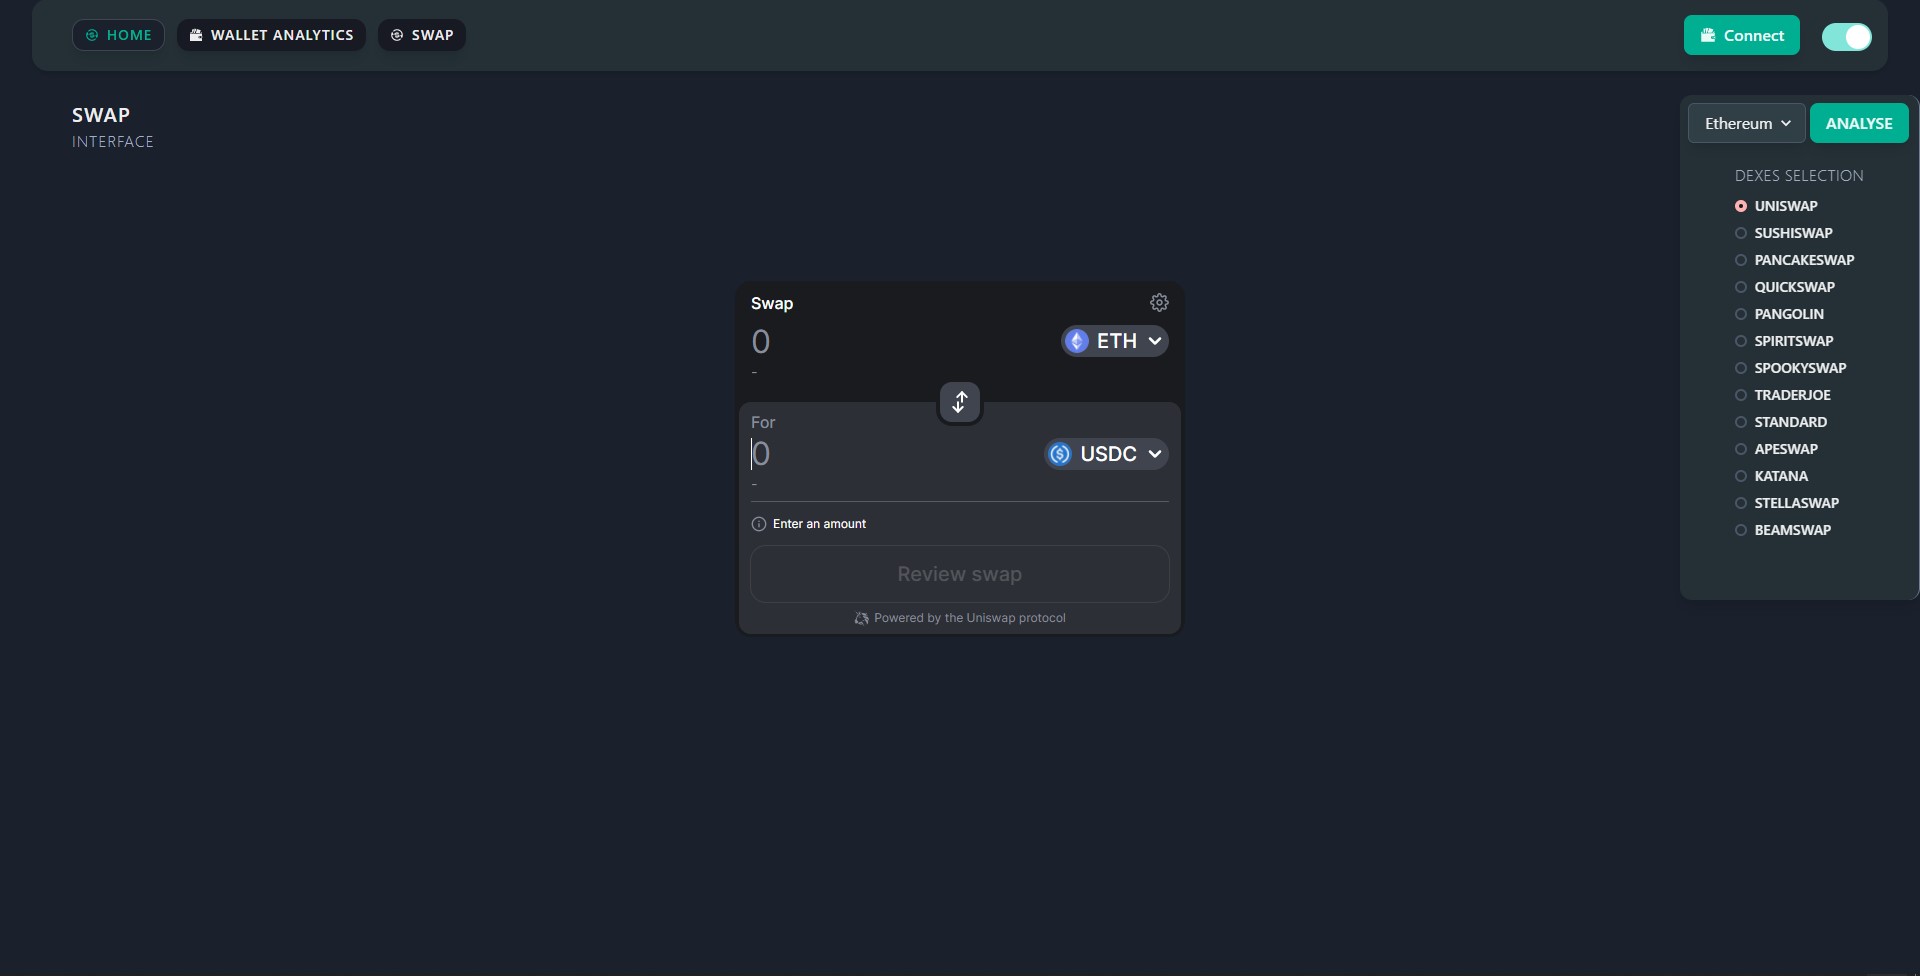 HOME
WALLET ANALYTICS
SWAP
Connect
SWAP
INTERFACE
Ethereum
ANALYSE
DEXES SELECTION
UNISWAP
SUSHISWAP
PANCAKESWAP
QUICKSWAP
PANGOLIN
SPIRITSWAP
SPOOKYSWAP
TRADERJOE
STANDARD
APESWAP
KATANA
STELLASWAP
BEAMSWAP
Swap
0
ETH
-
For
0
USDC
-
Enter an amount
Review swap
Powered by the Uniswap protocol